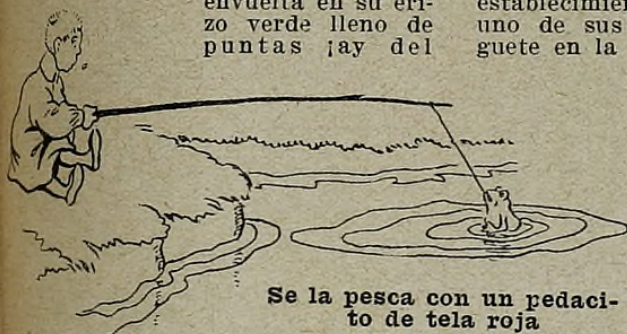 envuelta en su eri-
zo verde lleno de
puntas ¡ay del
establecimien
uno de sus
guete en la
Se la pesca con un pedaci-
to de tela roja